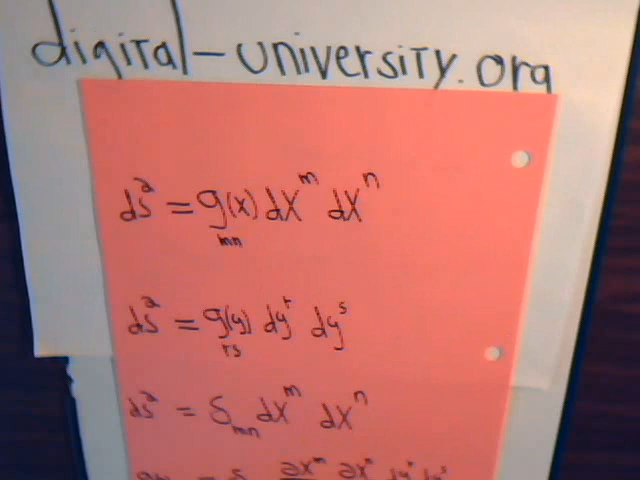 digital-university.org
ds² = g_mn(x) dx^m dx^n
ds² = g_rs(y) dy^r dy^s
ds² = δ_mn dx^m dx^n